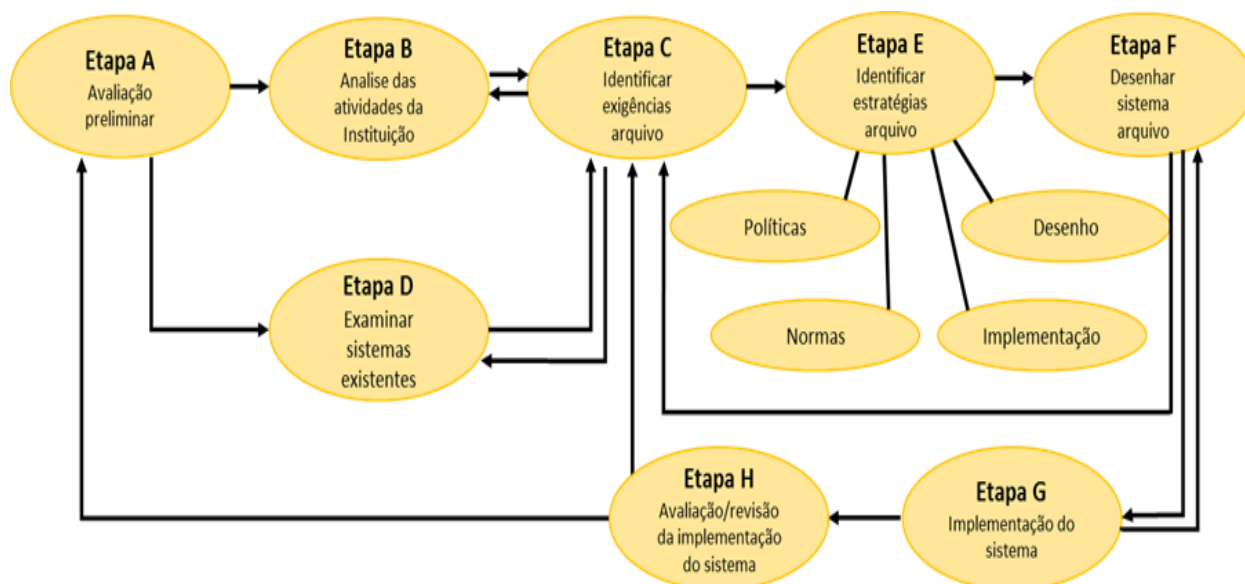 Etapa A
Avaliação
preliminar
Etapa B
Analise das
atividades da
Instituição
Etapa C
Identificar
exigências
arquivo
Etapa E
Identificar
estratégias
arquivo
Etapa F
Desenhar
sistema
arquivo
Políticas
Desenho
Etapa D
Examinar
sistemas
existentes
Normas
Implementação
Etapa H
Avaliação/revisão
da implementação
do sistema
Etapa G
Implementação do
sistema